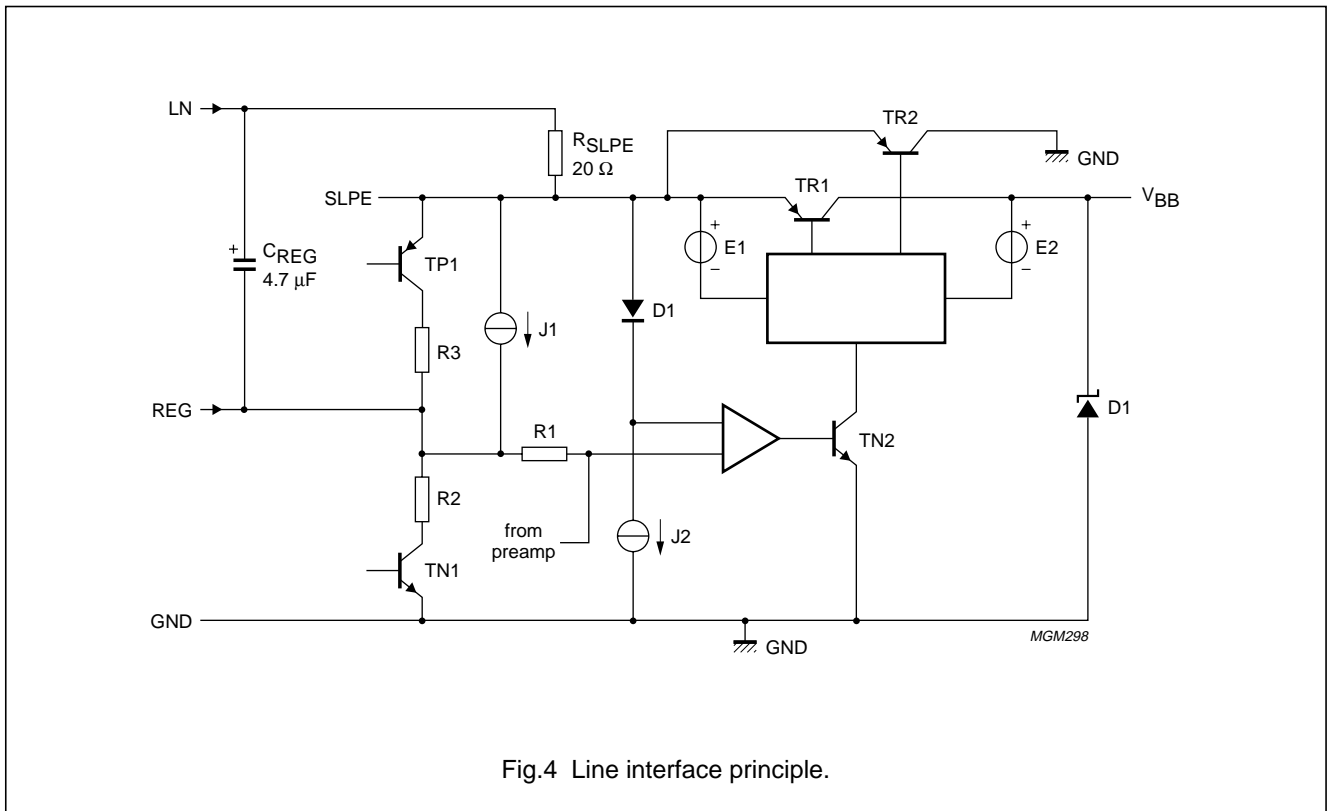 LN
TR2
R_SLPE
20 Ω
GND
TR1
SLPE
V_BB
+
E1
−
+
E2
−
+
C_REG
4.7 μF
TP1
D1
J1
R3
REG
D1
R1
TN2
R2
from
preamp
J2
TN1
GND
GND
MGM298
Fig.4 Line interface principle.